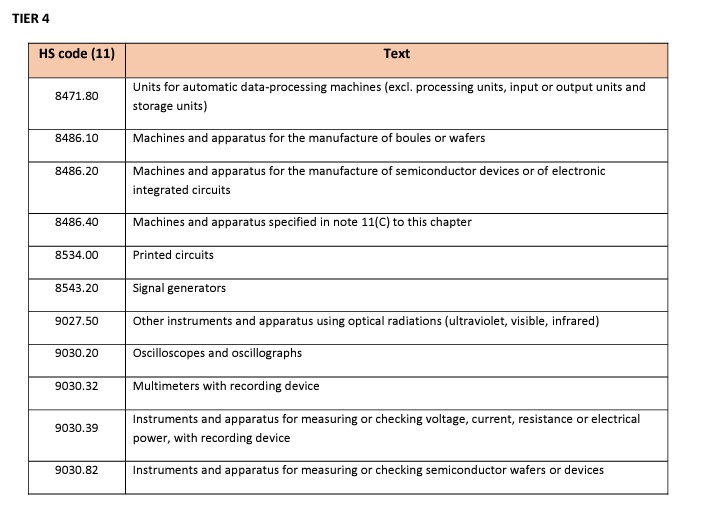 TIER 4
HS code (11) Text
8471.80 Units for automatic data-processing machines (excl. processing units, input or output units and
storage units)
8486.10 Machines and apparatus for the manufacture of boules or wafers
8486.20 Machines and apparatus for the manufacture of semiconductor devices or of electronic
integrated circuits
8486.40 Machines and apparatus specified in note 11(C) to this chapter
8534.00 Printed circuits
8543.20 Signal generators
9027.50 Other instruments and apparatus using optical radiations (ultraviolet, visible, infrared)
9030.20 Oscilloscopes and oscillographs
9030.32 Multimeters with recording device
9030.39 Instruments and apparatus for measuring or checking voltage, current, resistance or electrical
power, with recording device
9030.82 Instruments and apparatus for measuring or checking semiconductor wafers or devices